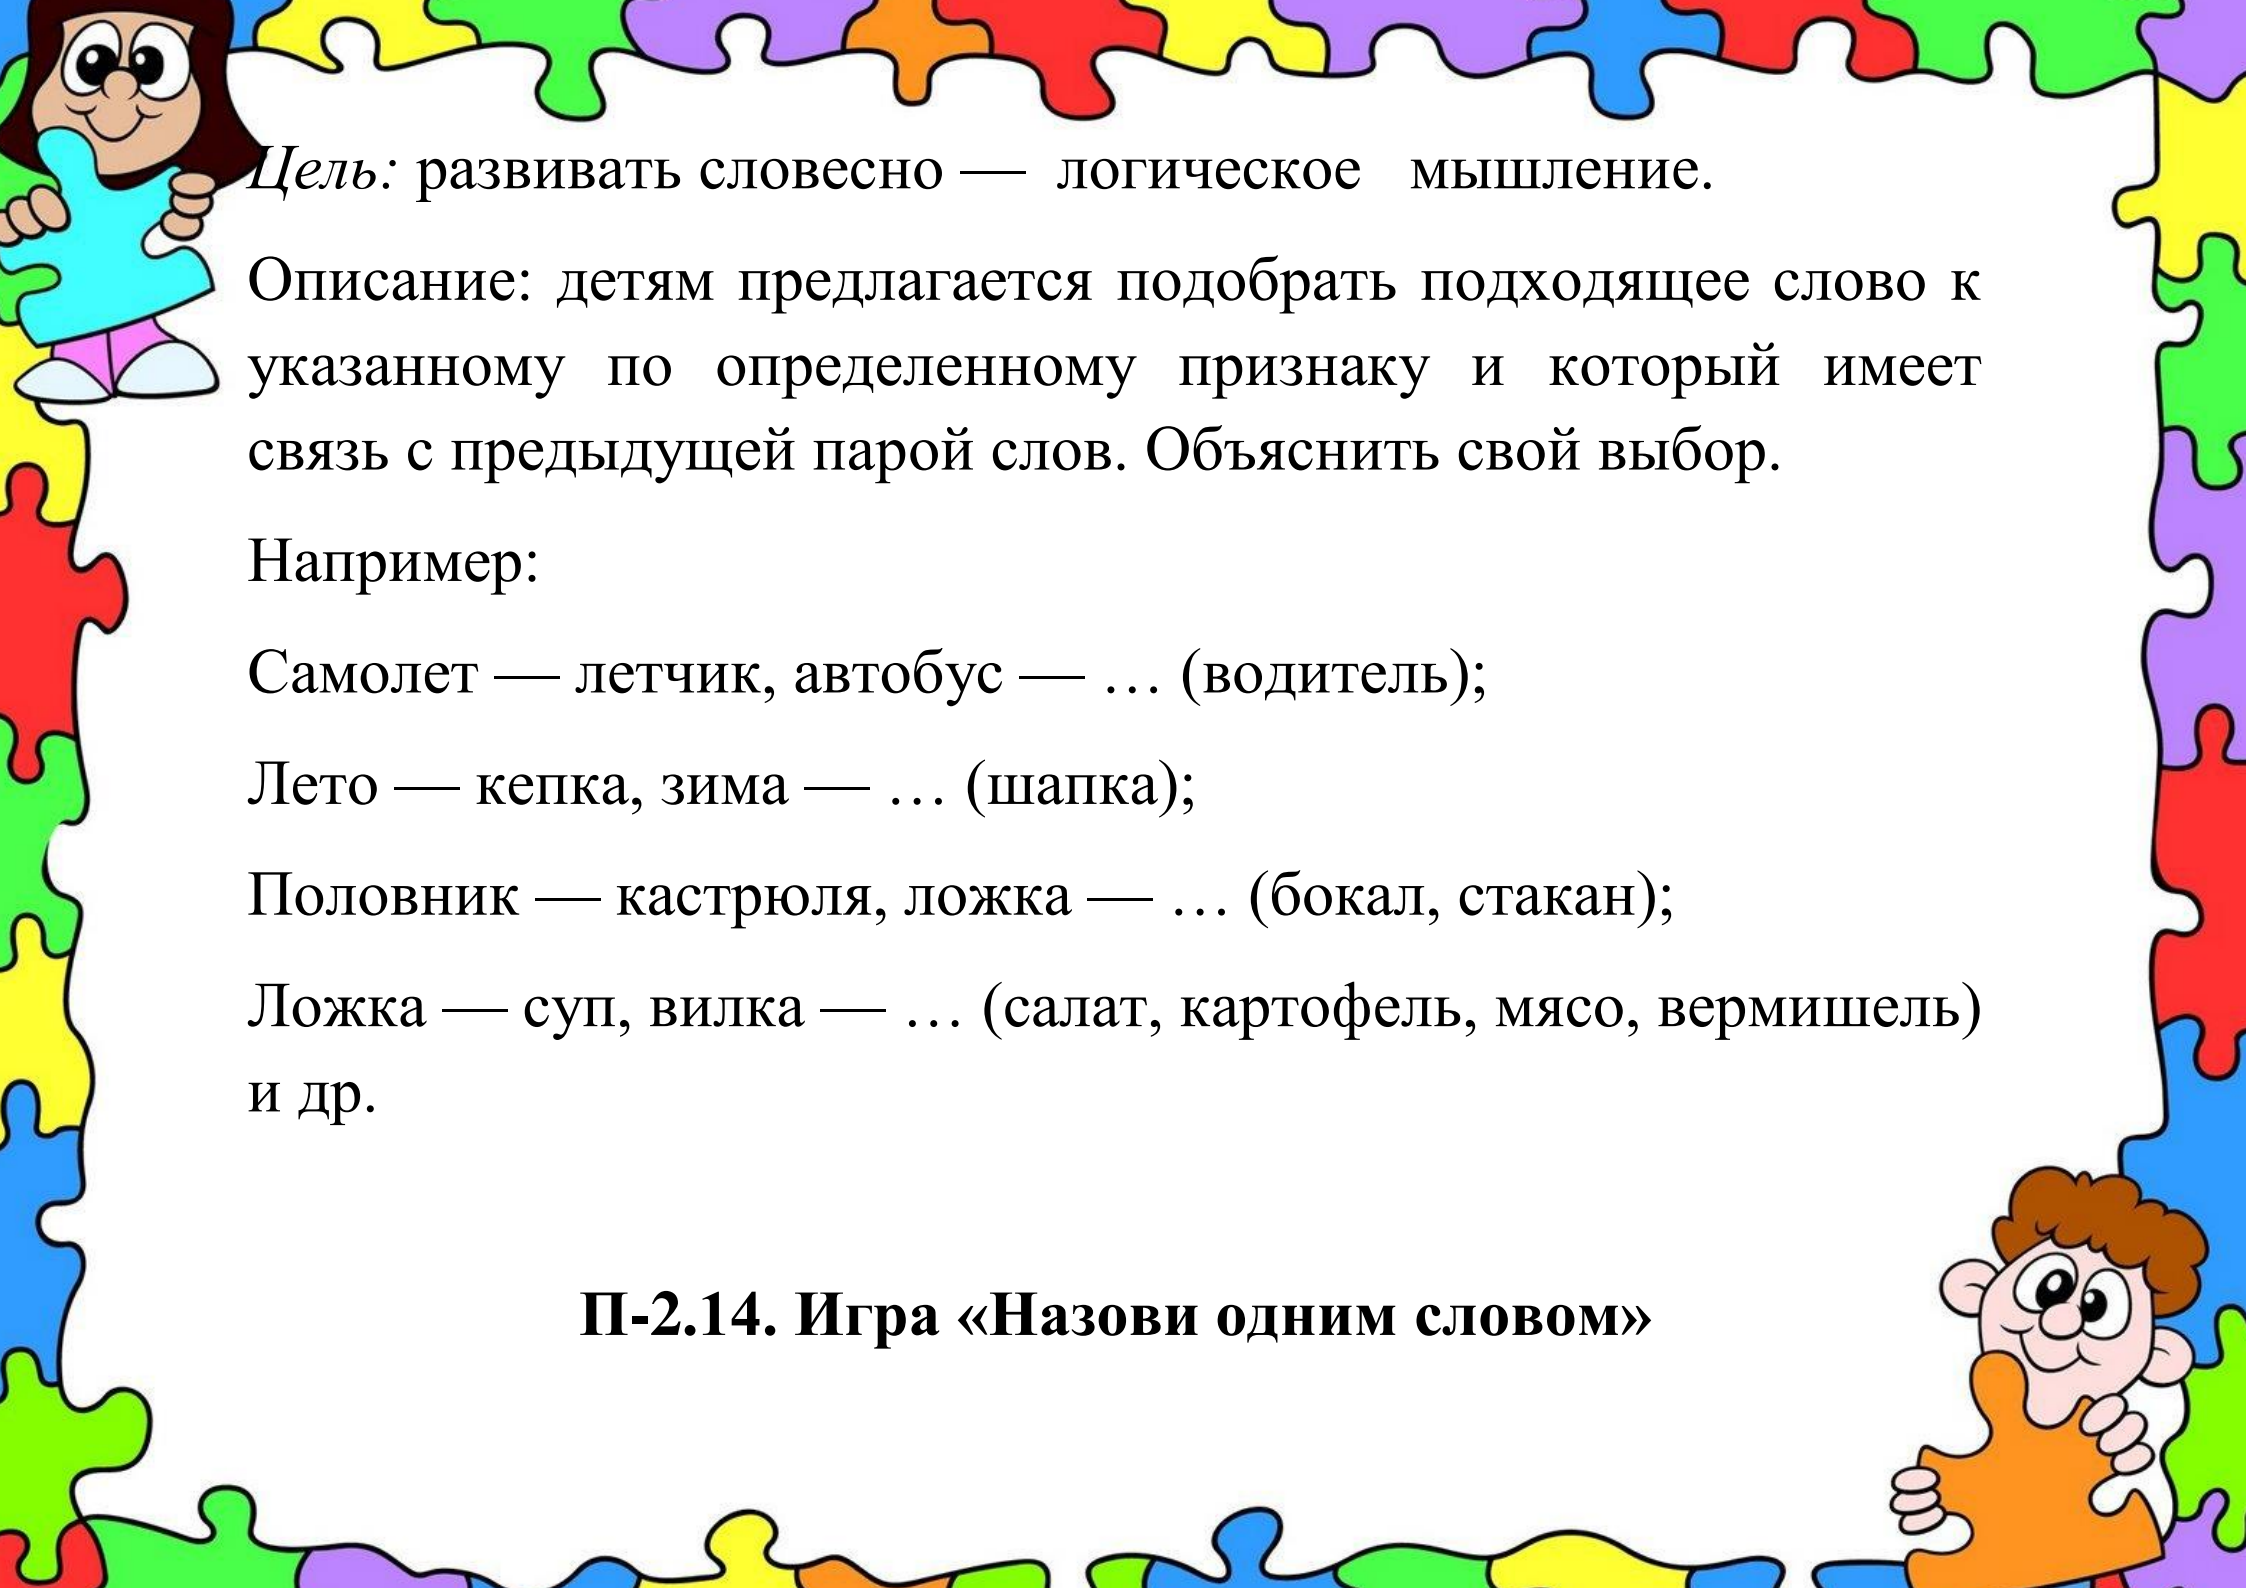 Цель: развивать словесно — логическое мышление.
Описание: детям предлагается подобрать подходящее слово к
указанному по определенному признаку и который имеет
связь с предыдущей парой слов. Объяснить свой выбор.
Например:
Самолет — летчик, автобус — … (водитель);
Лето — кепка, зима — … (шапка);
Половник — кастрюля, ложка — … (бокал, стакан);
Ложка — суп, вилка — … (салат, картофель, мясо, вермишель)
и др.
П-2.14. Игра «Назови одним словом»